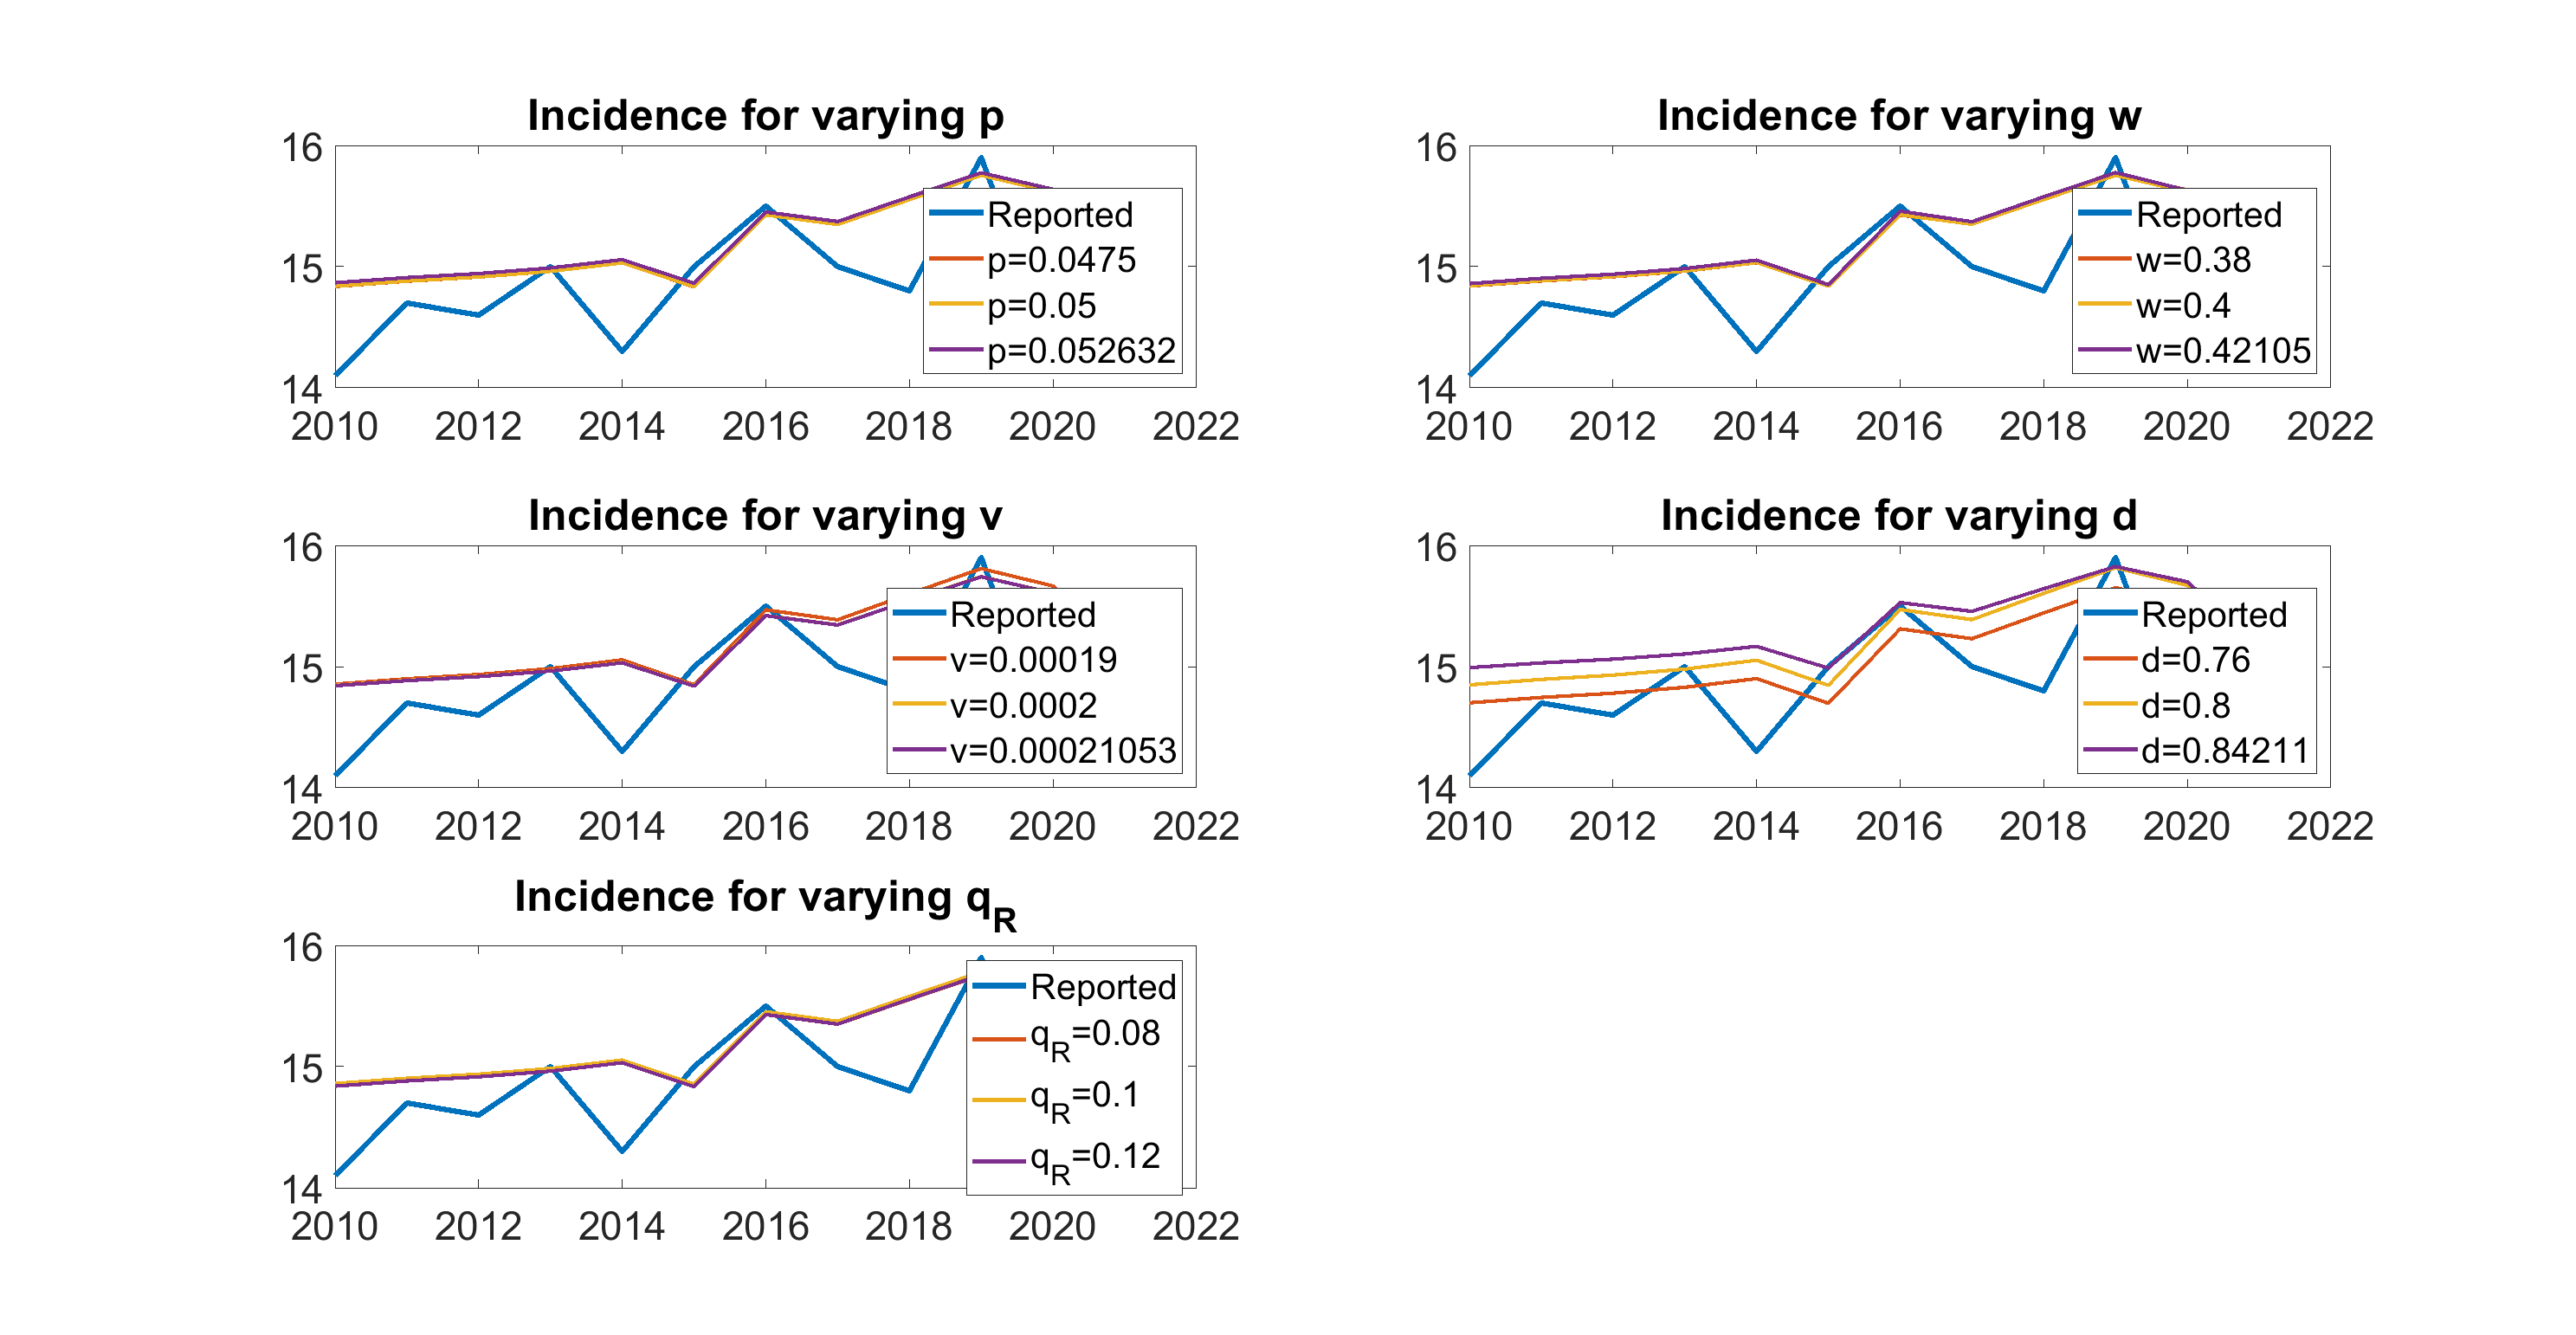 Incidence for varying p
16
15
14
2010 2012 2014 2016 2018 2020 2022
Reported
p=0.0475
p=0.05
p=0.052632
Incidence for varying w
16
15
14
2010 2012 2014 2016 2018 2020 2022
Reported
w=0.38
w=0.4
w=0.42105
Incidence for varying v
16
15
14
2010 2012 2014 2016 2018 2020 2022
Reported
v=0.00019
v=0.0002
v=0.00021053
Incidence for varying d
16
15
14
2010 2012 2014 2016 2018 2020 2022
Reported
d=0.76
d=0.8
d=0.84211
Incidence for varying q_R
16
15
14
2010 2012 2014 2016 2018 2020 2022
Reported
q_R=0.08
q_R=0.1
q_R=0.12